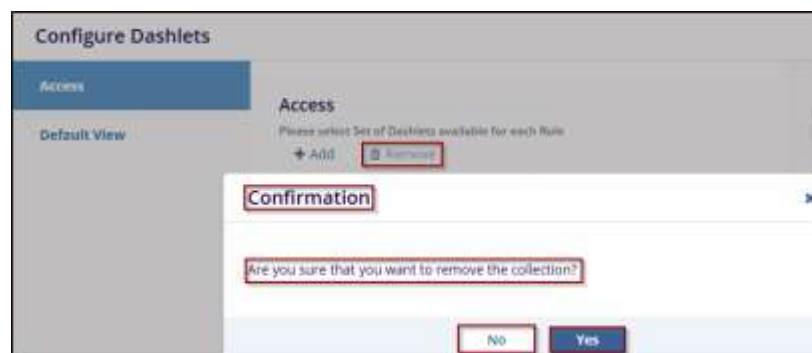 Configure Dashlets
Access
Access
Please select Set of Dashlets available for each Role
Default View
+ Add Remove
Confirmation ×
Are you sure that you want to remove the collection?
No Yes